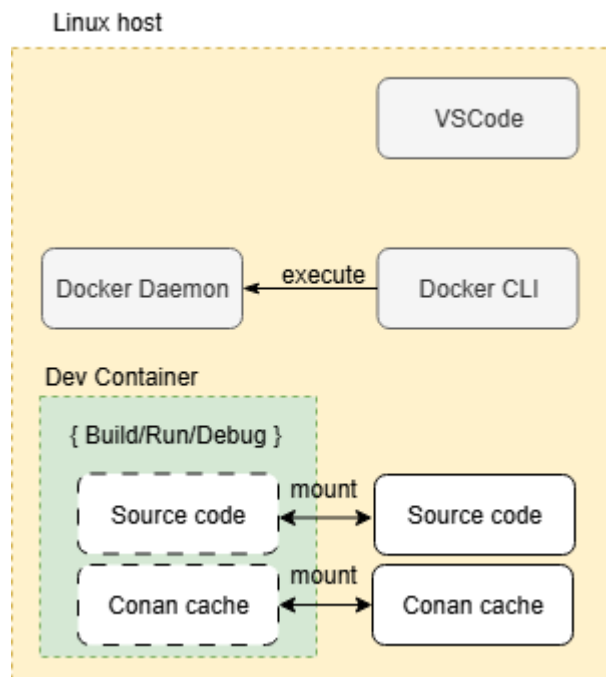 Linux host
VSCode
Docker Daemon
execute
Docker CLI
Dev Container
{ Build/Run/Debug }
Source code
mount
Source code
Conan cache
mount
Conan cache